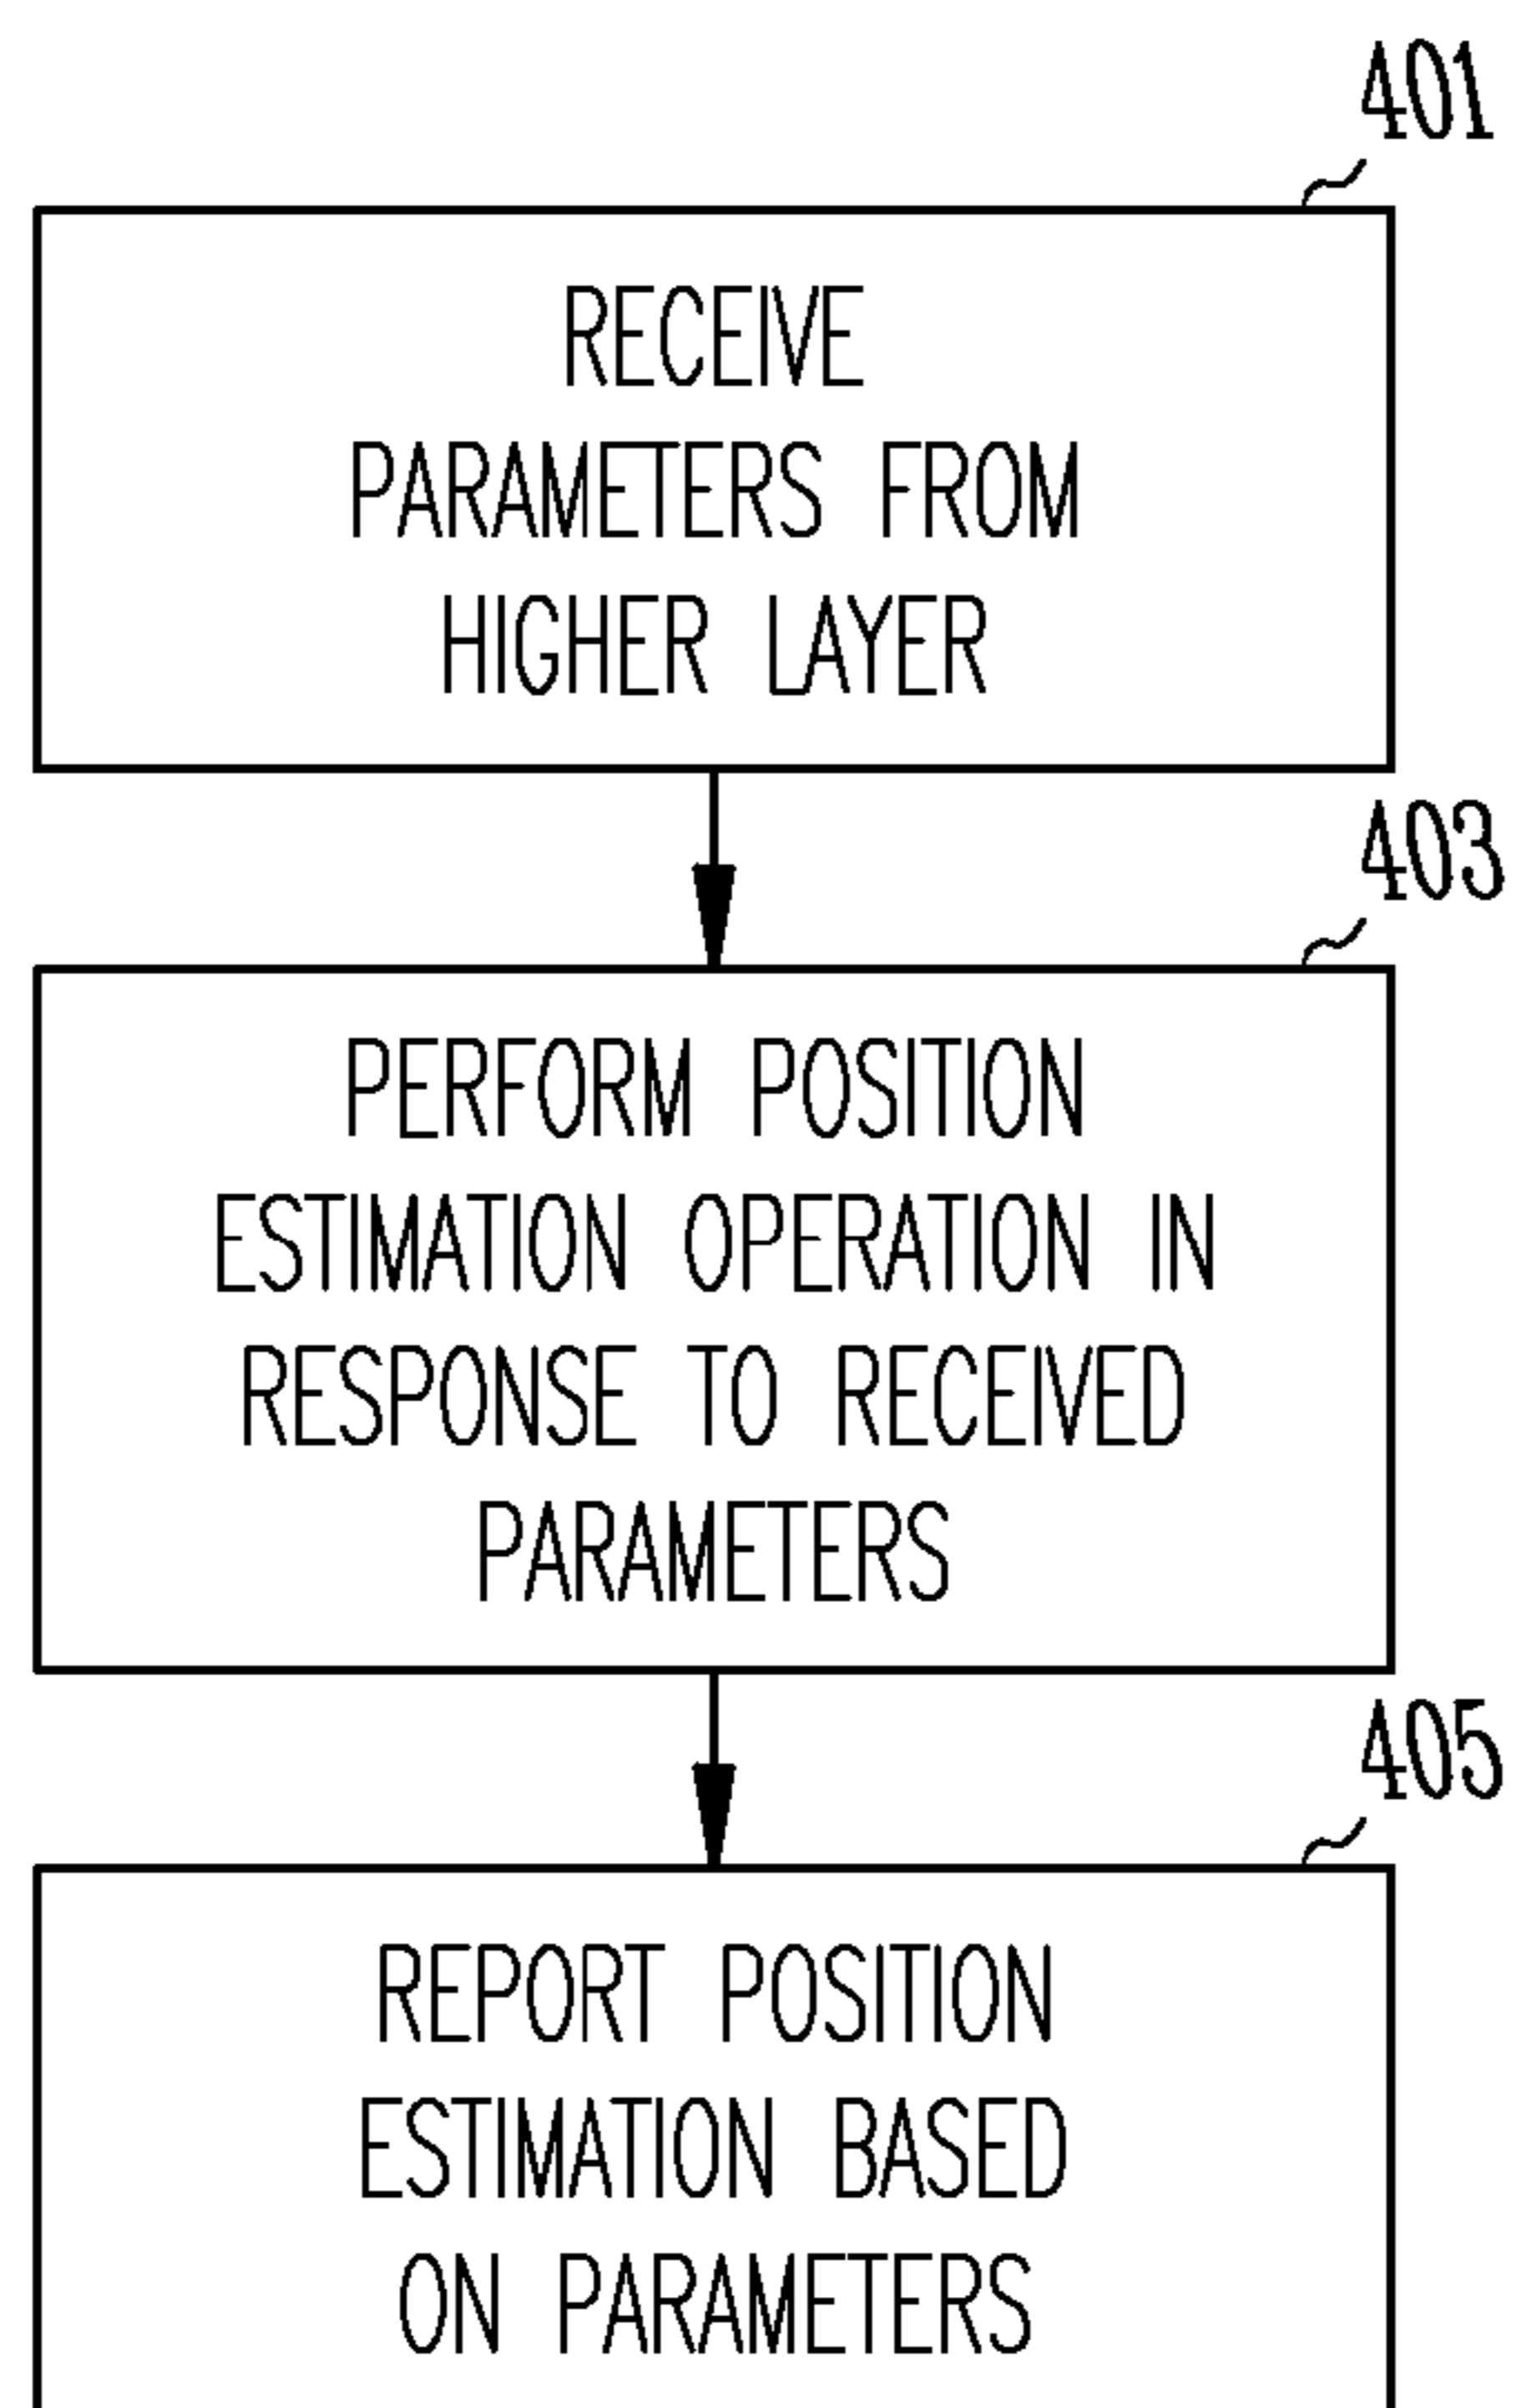 401
RECEIVE
PARAMETERS FROM
HIGHER LAYER
403
PERFORM POSITION
ESTIMATION OPERATION IN
RESPONSE TO RECEIVED
PARAMETERS
405
REPORT POSITION
ESTIMATION BASED
ON PARAMETERS